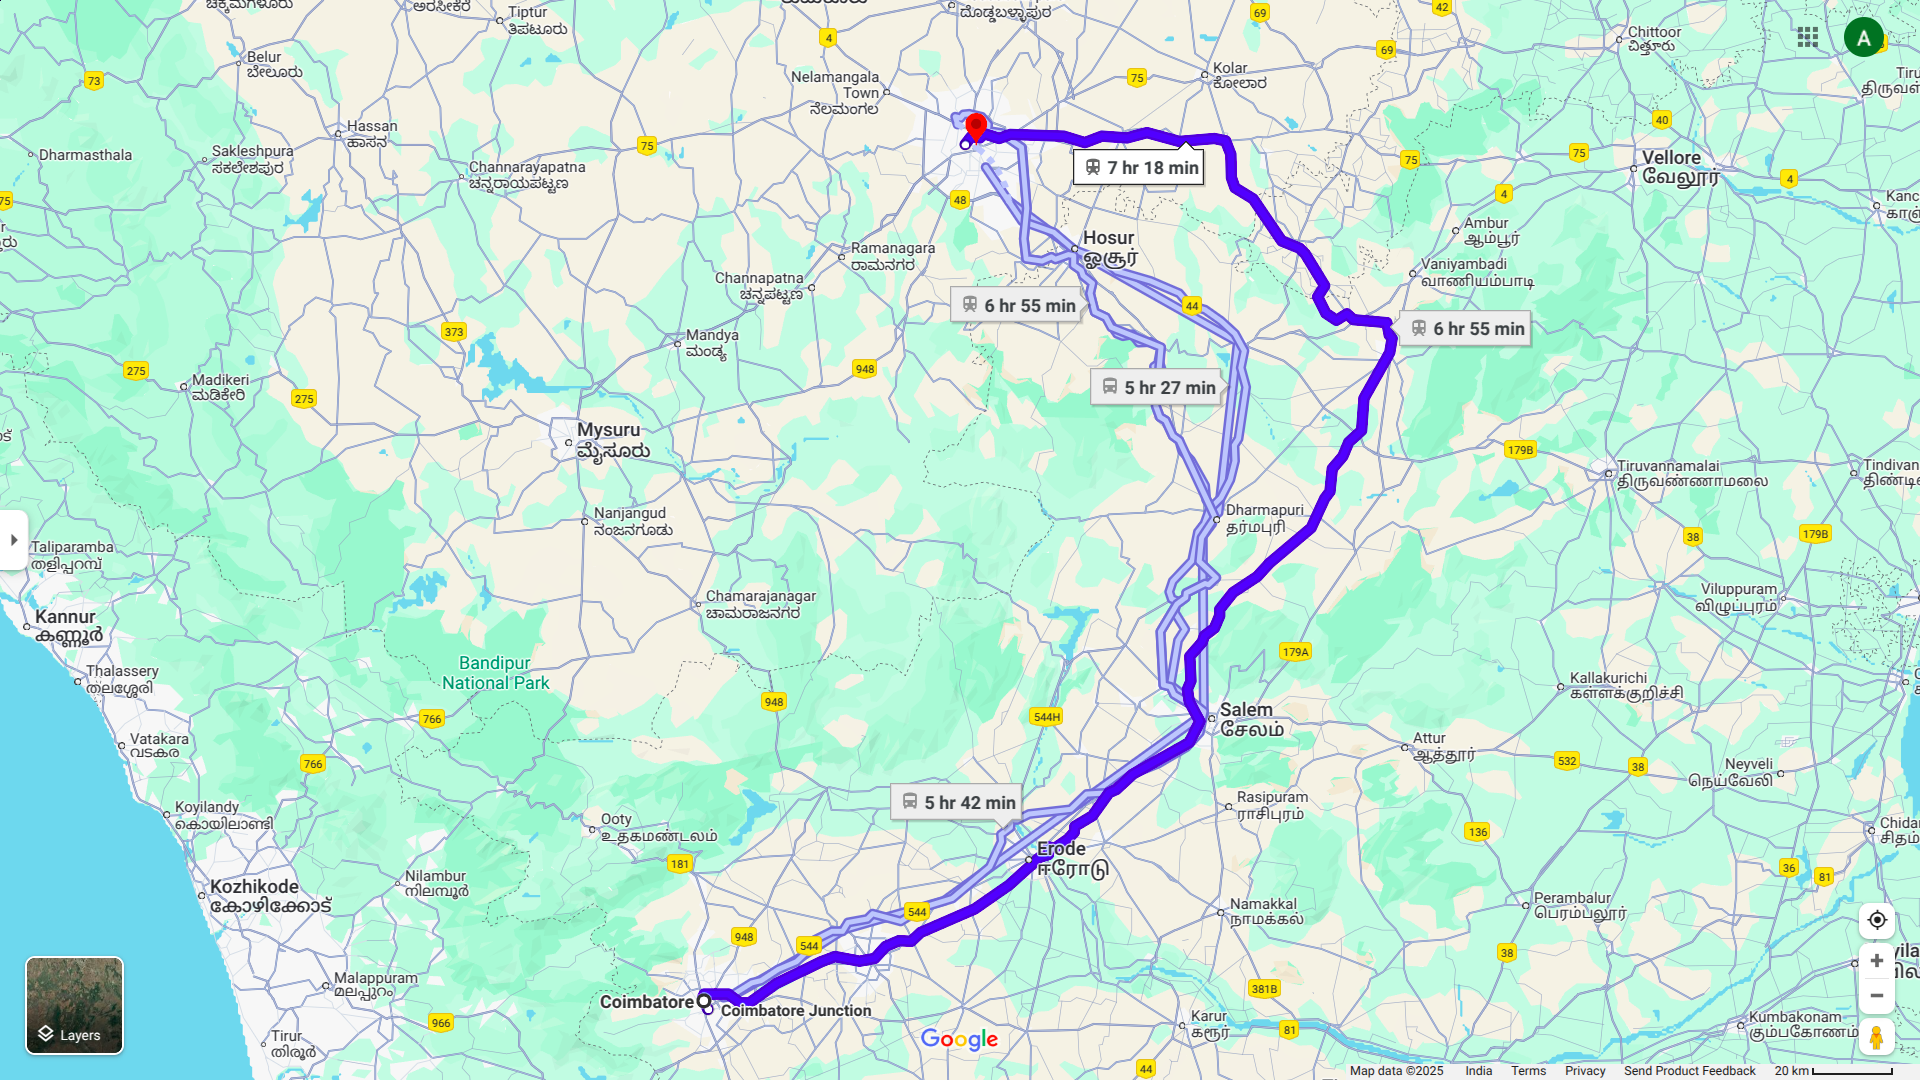 ಚಿಕ್ಕಮಗಳೂರು
ಅರಸೀಕೆರೆ
Tiptur
ತಿಪಟೂರು
ದೊಡ್ಡಬಳ್ಳಾಪುರ
69
42
4
69
Chittoor
చిత్తూరు
A
Belur
ಬೇಲೂರು
73
Nelamangala
Town
ನೆಲಮಂಗಲ
75
Kolar
ಕೋಲಾರ
Tiru
திருவள்
Hassan
ಹಾಸನ
40
Dharmasthala
Sakleshpura
ಸಕಲೇಶಪುರ
75
Channarayapatna
ಚನ್ನರಾಯಪಟ್ಟಣ
7 hr 18 min
75
75
Vellore
வேலூர்
4
75
48
4
Kanc
Ambur
ஆம்பூர்
Hosur
ஓசூர்
Ramanagara
ರಾಮನಗರ
Vaniyambadi
வாணியம்பாடி
Channapatna
ಚನ್ನಪಟ್ಟಣ
6 hr 55 min
44
373
Mandya
ಮಂಡ್ಯ
6 hr 55 min
275
948
Madikeri
ಮಡಿಕೇರಿ
275
5 hr 27 min
Mysuru
ಮೈಸೂರು
179B
Tiruvannamalai
திருவண்ணாமலை
Tindivan
திண்டி
Nanjangud
ನಂಜನಗೂಡು
Dharmapuri
தர்மபுரி
38
179B
Taliparamba
തളിപ്പറമ്പ്
Chamarajanagar
ಚಾಮರಾಜನಗರ
Viluppuram
விழுப்புரம்
Kannur
കണ്ണൂർ
Bandipur
National Park
179A
Thalassery
തലശ്ശേരി
Kallakurichi
கள்ளக்குறிச்சி
948
766
544H
Salem
சேலம்
Vatakara
വടകര
Attur
ஆத்தூர்
766
532
38
Neyveli
நெய்வேலி
Koyilandy
കൊയിലാണ്ടി
5 hr 42 min
Rasipuram
ராசிபுரம்
Ooty
உதகமண்டலம்
136
Chidar
சிதம்
Erode
ஈரோடு
181
Nilambur
നിലമ്പൂർ
36
81
Kozhikode
കോഴിക്കോട്
544
Namakkal
நாமக்கல்
Perambalur
பெரம்பலூர்
948
544
38
Malappuram
മലപ്പുറം
381B
Coimbatore
Coimbatore Junction
966
Karur
கரூர்
81
Kumbakonam
கும்பகோணம்
Layers
Tirur
തിരൂർ
Google
44
Map data ©2025
India
Terms
Privacy
Send Product Feedback
20 km